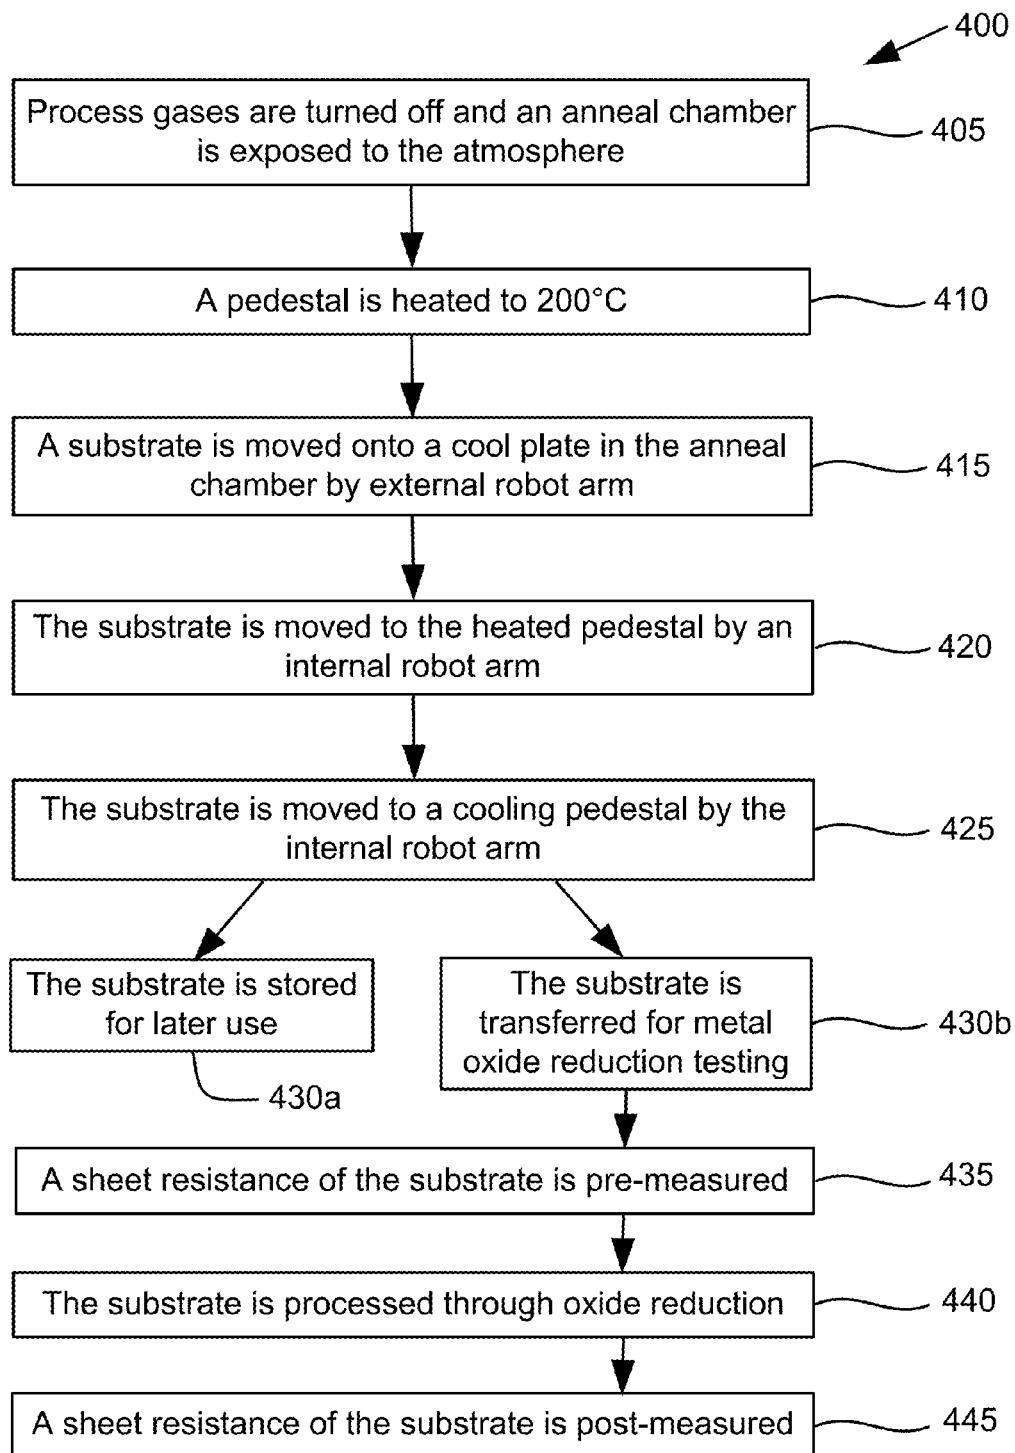 400
Process gases are turned off and an anneal chamber
is exposed to the atmosphere
405
A pedestal is heated to 200°C
410
A substrate is moved onto a cool plate in the anneal
chamber by external robot arm
415
The substrate is moved to the heated pedestal by an
internal robot arm
420
The substrate is moved to a cooling pedestal by the
internal robot arm
425
The substrate is stored
for later use
430a
The substrate is
transferred for metal
oxide reduction testing
430b
A sheet resistance of the substrate is pre-measured
435
The substrate is processed through oxide reduction
440
A sheet resistance of the substrate is post-measured
445